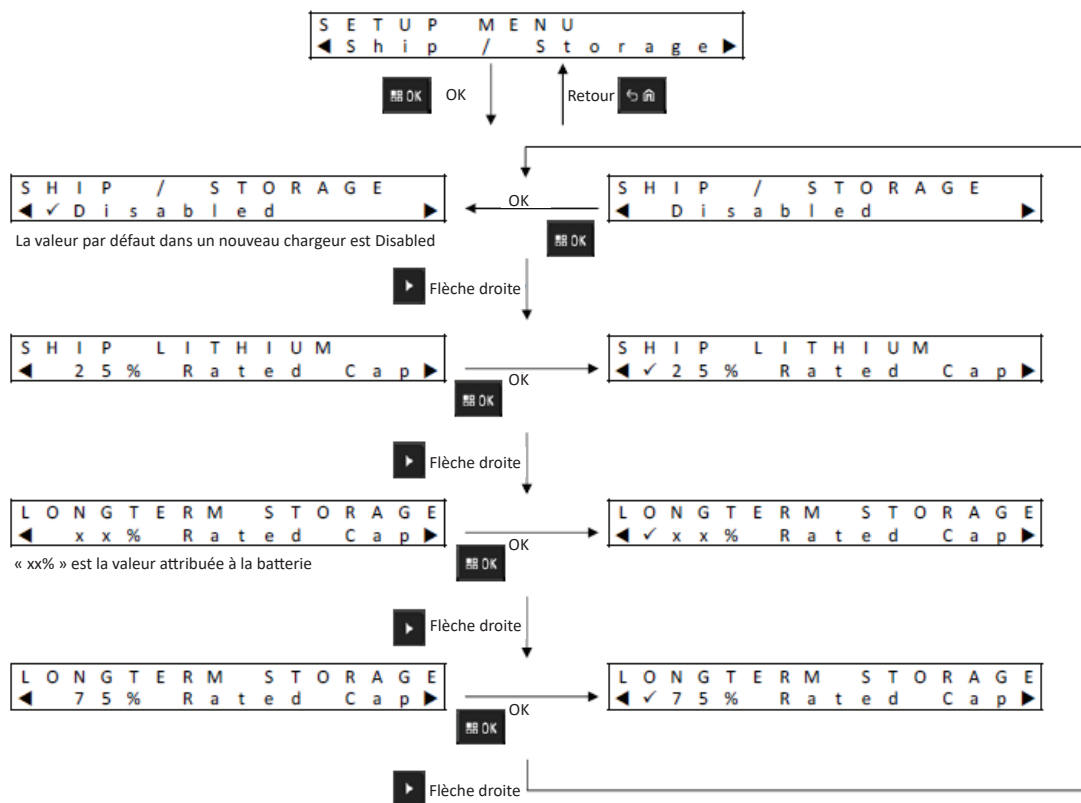 SETUP MENU
◀Ship / Storage▶
OK OK Retour
SHIP / STORAGE
◀✓Disabled ▶
OK
SHIP / STORAGE
◀ Disabled ▶
La valeur par défaut dans un nouveau chargeur est Disabled
OK
Flèche droite
SHIP LITHIUM
◀ 25% Rated Cap▶
OK
OK
SHIP LITHIUM
◀✓25% Rated Cap▶
Flèche droite
LONGTERM STORAGE
◀ xx% Rated Cap▶
OK
OK
LONGTERM STORAGE
◀✓xx% Rated Cap▶
« xx% » est la valeur attribuée à la batterie
Flèche droite
LONGTERM STORAGE
◀ 75% Rated Cap▶
OK
OK
LONGTERM STORAGE
◀✓75% Rated Cap▶
Flèche droite